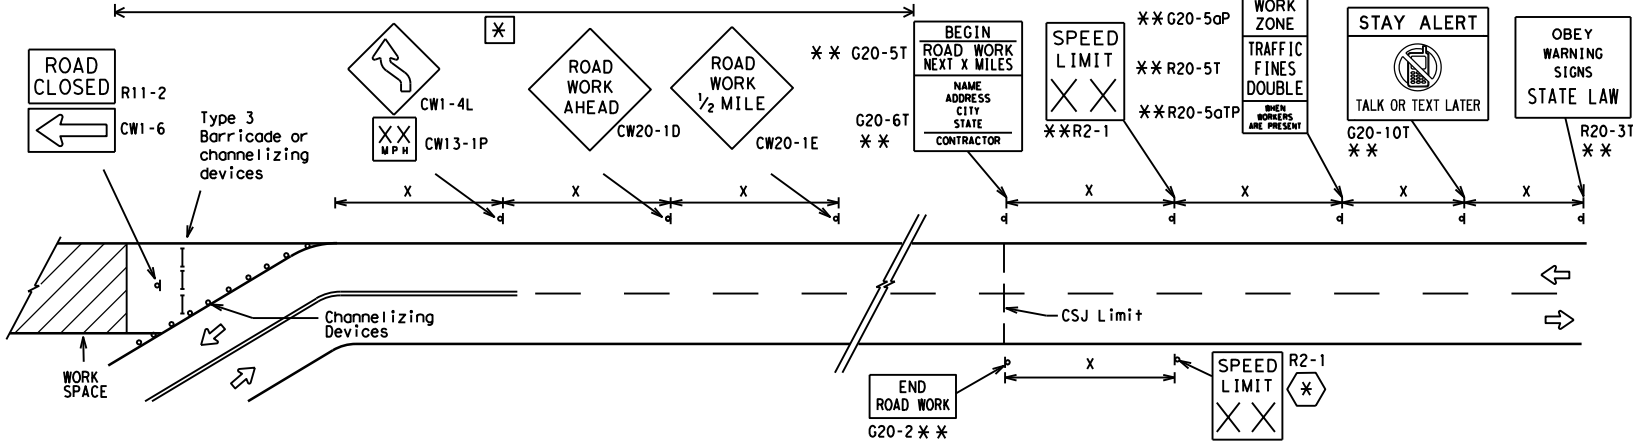 ROAD
CLOSED
R11-2
CW1-6
Type 3
Barricade or
channelizing
devices
CW1-4L
XX
MPH
CW13-1P
*
ROAD
WORK
AHEAD
CW20-1D
ROAD
WORK
1/2 MILE
CW20-1E
** G20-5T
BEGIN
ROAD WORK
NEXT X MILES
NAME
ADDRESS
CITY
STATE
CONTRACTOR
G20-6T
**
SPEED
LIMIT
XX
**R2-1
**G20-5aP
WORK
ZONE
**R20-5T
TRAFFIC
FINES
DOUBLE
**R20-5aTP
WHEN
WORKERS
ARE PRESENT
STAY ALERT
TALK OR TEXT LATER
G20-10T
**
OBEY
WARNING
SIGNS
STATE LAW
R20-3T
**
X
X
X
X
X
X
X
Channelizing
Devices
WORK
SPACE
CSJ Limit
X
END
ROAD WORK
G20-2 **
SPEED
LIMIT
XX
R2-1
*